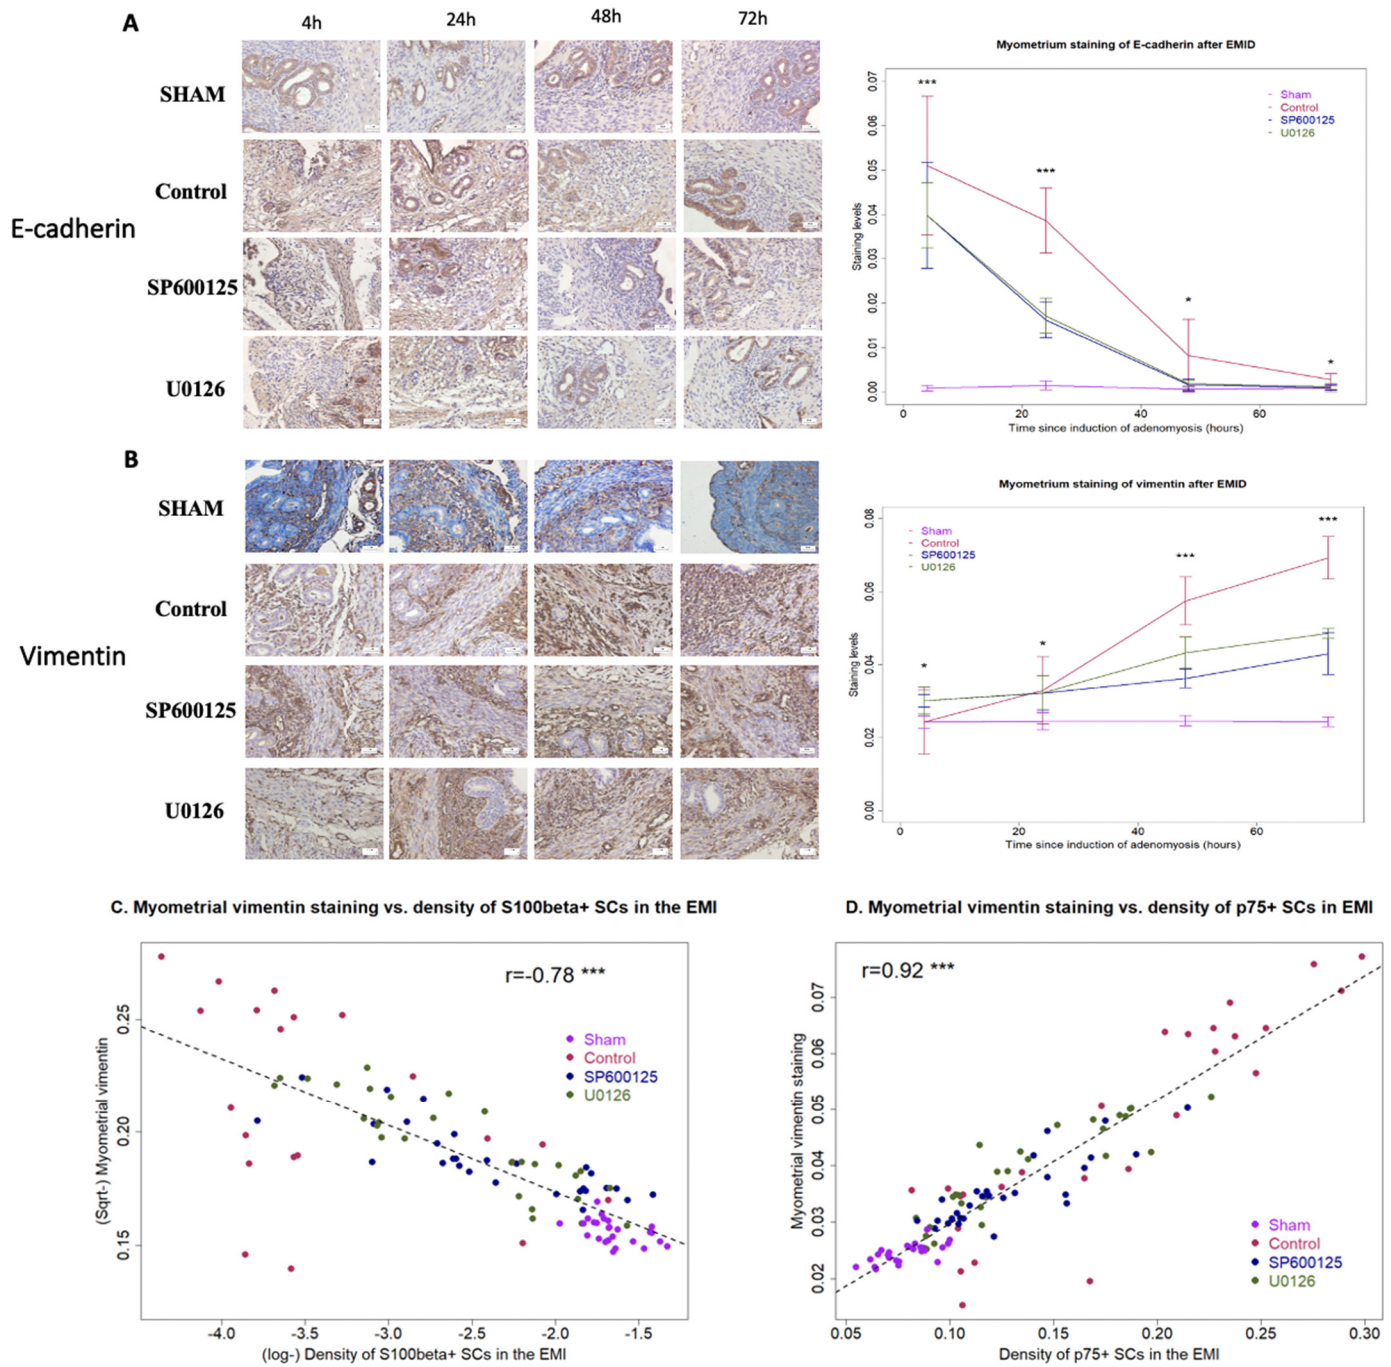 A
4h
24h
48h
72h
SHAM
Control
E-cadherin
SP600125
U0126
Myometrium staining of E-cadherin after EMID
***
***
*
*
Sham
Control
SP600125
U0126
Staining levels
0.07
0.06
0.05
0.04
0.03
0.02
0.01
0.00
0
20
40
60
Time since induction of adenomyosis (hours)
B
SHAM
Control
Vimentin
SP600125
U0126
Myometrium staining of vimentin after EMID
*
*
***
***
Sham
Control
SP600125
U0126
Staining levels
0.08
0.06
0.04
0.02
0.00
0
20
40
60
Time since induction of adenomyosis (hours)
C. Myometrial vimentin staining vs. density of S100beta+ SCs in the EMI
r=-0.78 ***
Sham
Control
SP600125
U0126
(Sqrt-) Myometrial vimentin
0.25
0.20
0.15
-4.0
-3.5
-3.0
-2.5
-2.0
-1.5
(log-) Density of S100beta+ SCs in the EMI
D. Myometrial vimentin staining vs. density of p75+ SCs in EMI
r=0.92 ***
Sham
Control
SP600125
U0126
Myometrial vimentin staining
0.07
0.06
0.05
0.04
0.03
0.02
0.05
0.10
0.15
0.20
0.25
0.30
Density of p75+ SCs in the EMI